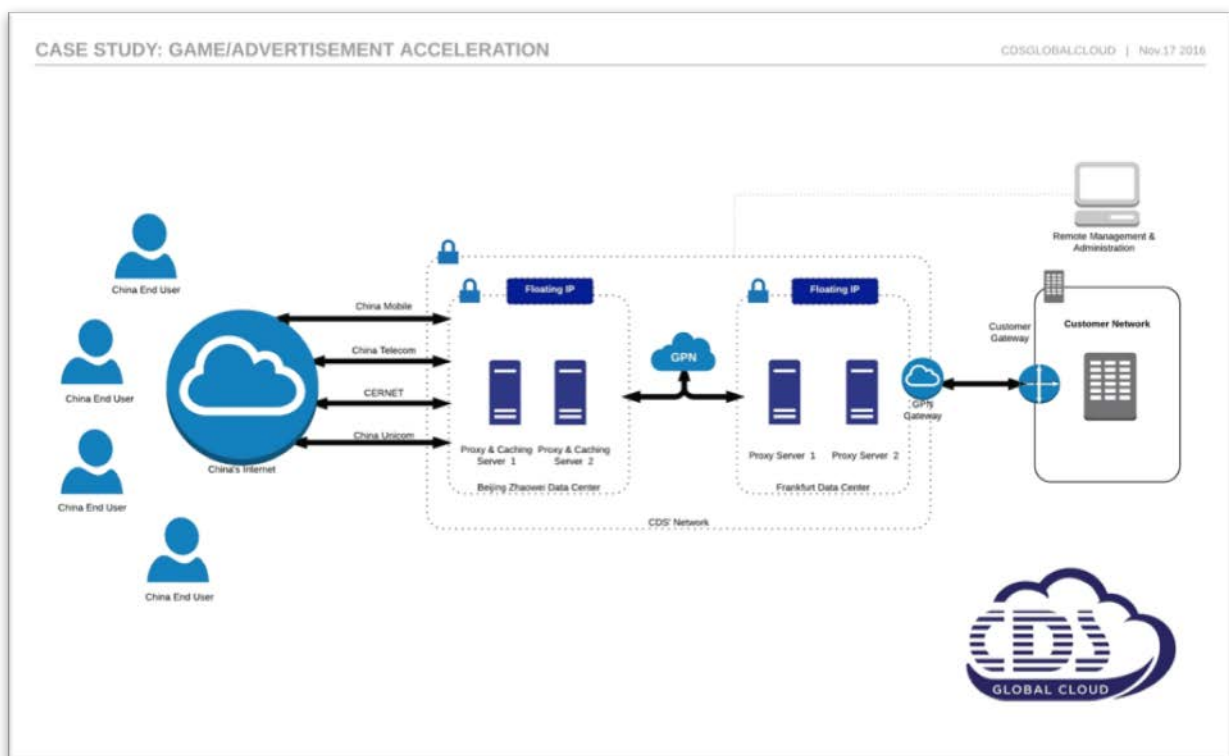 CASE STUDY: GAME/ADVERTISEMENT ACCELERATION
CDSGLOBALCLOUD | Nov.17 2016
Remote Management &
Administration
China End User
Floating IP
Floating IP
China Mobile
Customer
Gateway
Customer Network
China Telecom
GPN
China End User
CERNET
GPN
Gateway
China Unicom
Proxy & Caching
Server 1
Proxy & Caching
Server 2
Proxy Server 1
Proxy Server 2
China's Internet
Beijing Zhaowei Data Center
Frankfurt Data Center
China End User
CDS' Network
China End User
CDS
GLOBAL CLOUD